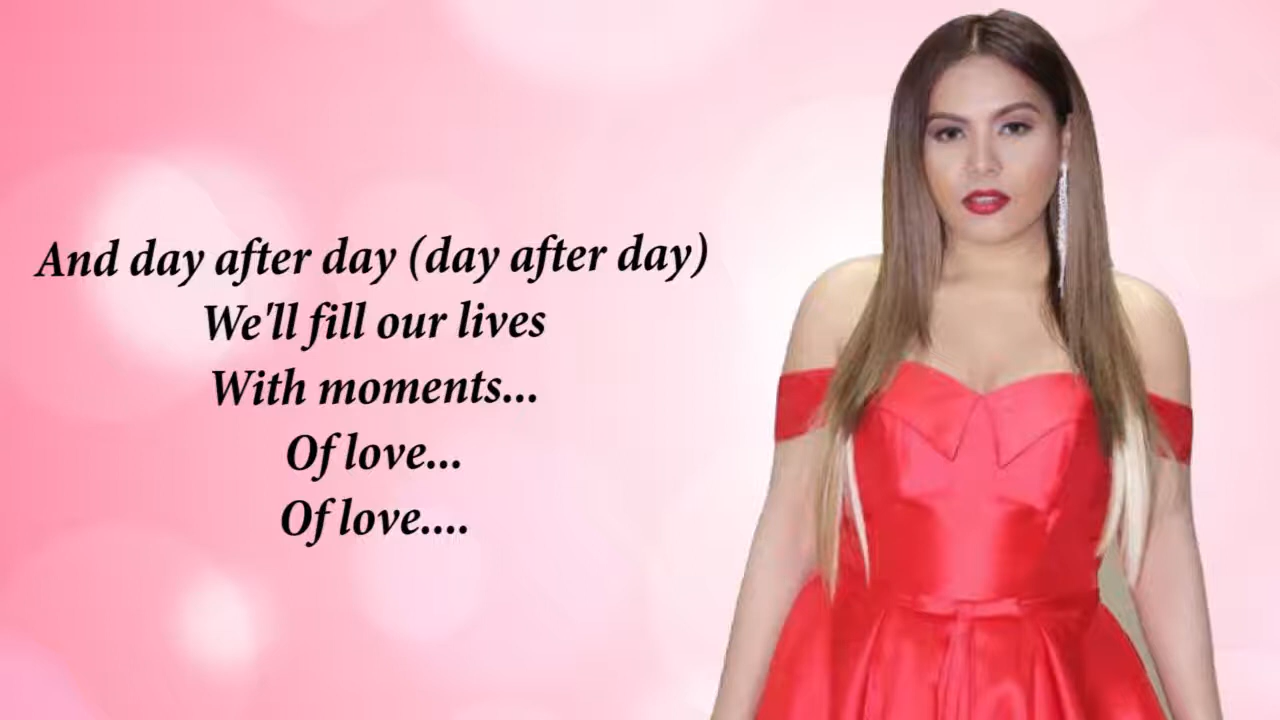 And day after day (day after day)
We'll fill our lives
With moments...
Of love...
Of love....